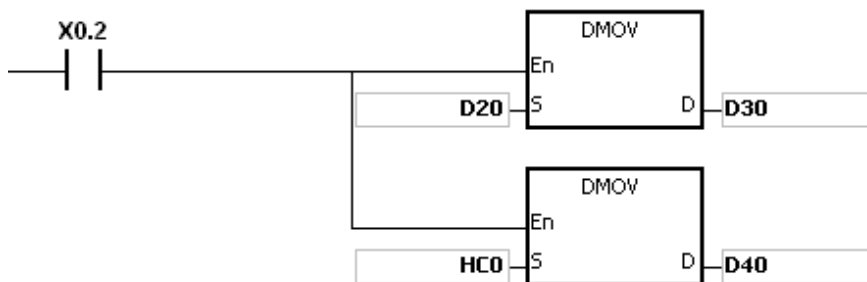 X0.2
DMOV
En
D20 S D D30
DMOV
En
HC0 S D D40